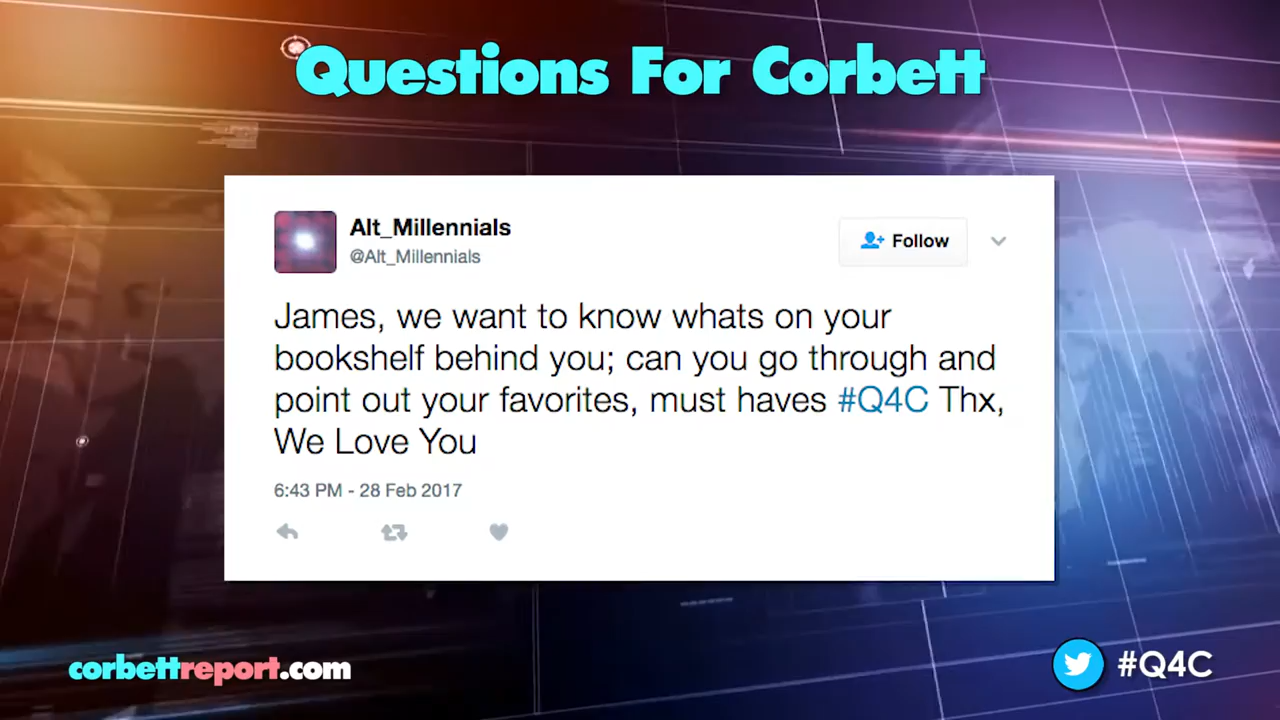 Questions For Corbett
Alt_Millennials
@Alt_Millennials
Follow
James, we want to know whats on your
bookshelf behind you; can you go through and
point out your favorites, must haves #Q4C Thx,
We Love You
6:43 PM - 28 Feb 2017
corbettreport.com
#Q4C